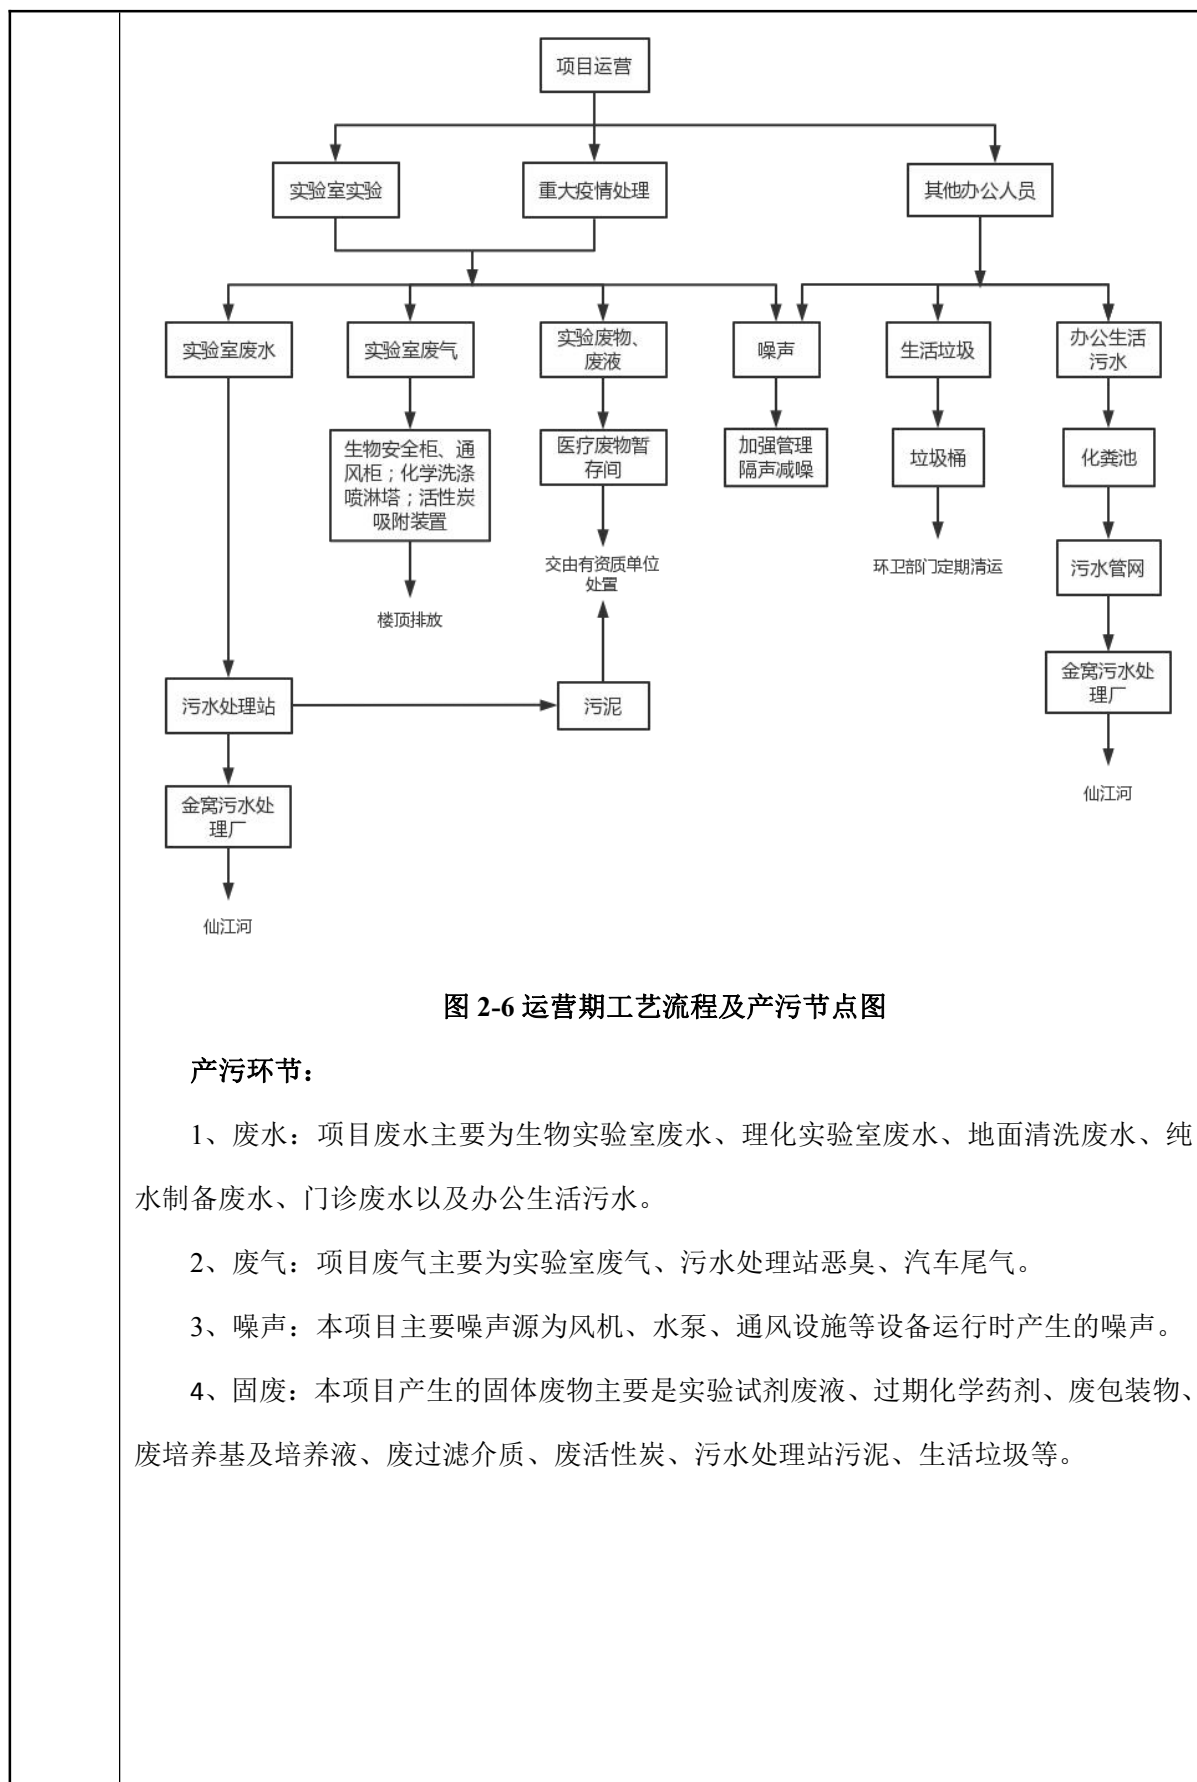 项目运营
实验室实验
重大疫情处理
其他办公人员
实验室废水
实验室废气
实验废物、
废液
噪声
生活垃圾
办公生活
污水
生物安全柜、通
风柜；化学洗涤
喷淋塔；活性炭
吸附装置
医疗废物暂
存间
加强管理
隔声减噪
垃圾桶
化粪池
交由有资质单位
处置
环卫部门定期清运
污水管网
楼顶排放
污水处理站
污泥
金窝污水处
理厂
仙江河
金窝污水处
理厂
仙江河
图 2-6 运营期工艺流程及产污节点图
产污环节：
1、废水：项目废水主要为生物实验室废水、理化实验室废水、地面清洗废水、纯
水制备废水、门诊废水以及办公生活污水。
2、废气：项目废气主要为实验室废气、污水处理站恶臭、汽车尾气。
3、噪声：本项目主要噪声源为风机、水泵、通风设施等设备运行时产生的噪声。
4、固废：本项目产生的固体废物主要是实验试剂废液、过期化学药剂、废包装物、
废培养基及培养液、废过滤介质、废活性炭、污水处理站污泥、生活垃圾等。